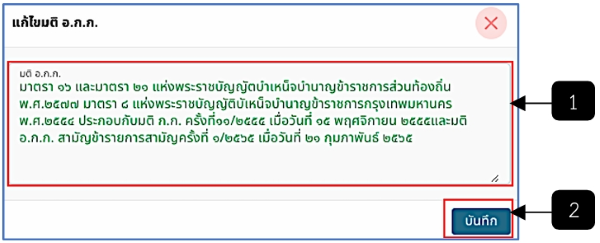 แก้ไขมติ อ.ก.ก.
มติ อ.ก.ก.
มาตรา ๑๖ และมาตรา ๒๑ แห่งพระราชบัญญัตบำเหน็จบำนาญข้าราชการส่วนท้องถิ่น
พ.ศ.๒๕๗๗ มาตรา ๘ แห่งพระราชบัญญัติบัเหน็จบำนาญข้าราชการกรุงเทพมหานคร
พ.ศ.๒๕๕๔ ประกอบกับมติ ก.ก. ครั้งที่๑๑/๒๕๕๕ เมื่อวันที่ ๑๕ พฤศจิกายน ๒๕๕๕และมติ
อ.ก.ก. สามัญข้ารายการสามัญครั้งที่ ๑/๒๕๖๕ เมื่อวันที่ ๒๑ กุมภาพันธ์ ๒๕๖๕
1
บันทึก
2